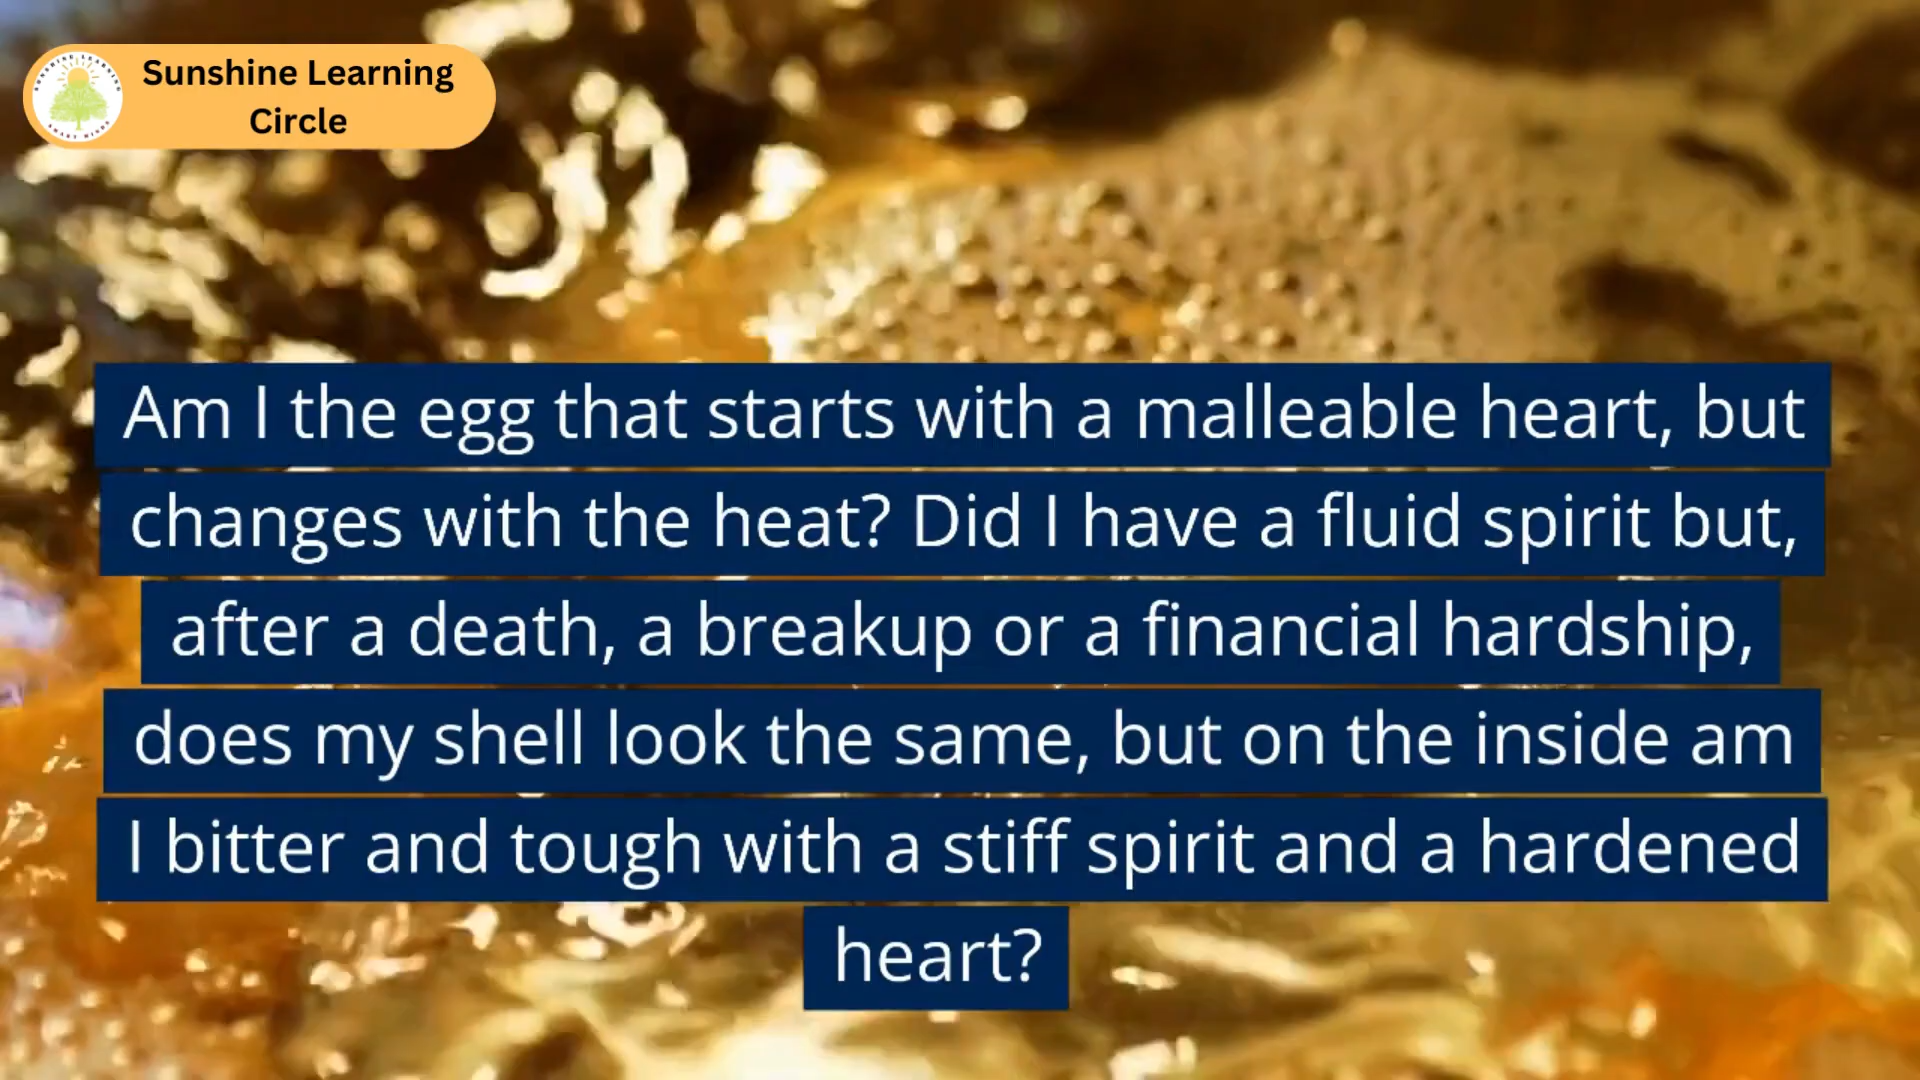 Sunshine Learning
Circle
Am I the egg that starts with a malleable heart, but
changes with the heat? Did I have a fluid spirit but,
after a death, a breakup or a financial hardship,
does my shell look the same, but on the inside am
I bitter and tough with a stiff spirit and a hardened
heart?